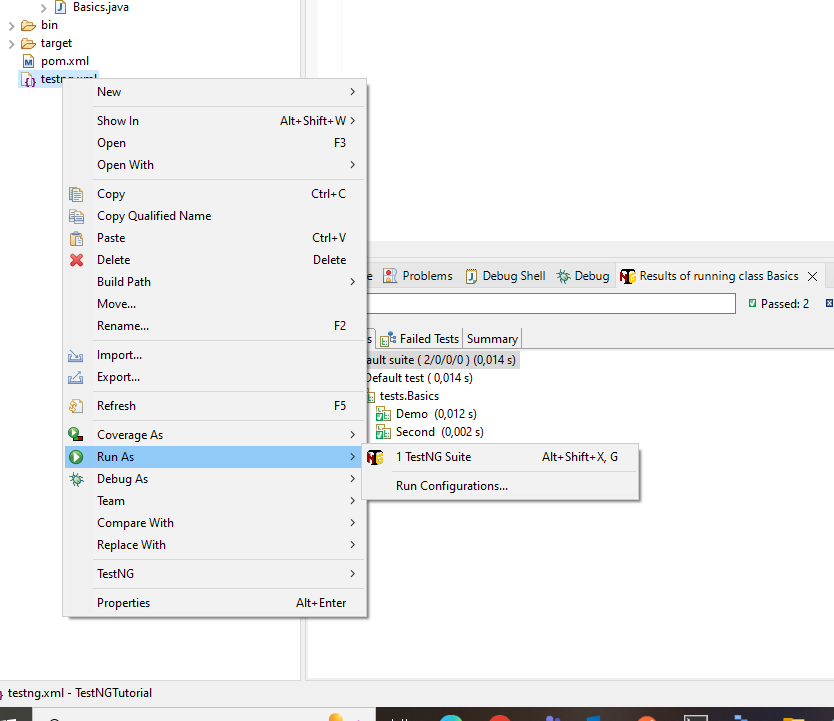 Basics.java
bin
target
pom.xml
testng.xml
New
Show In Alt+Shift+W
Open F3
Open With
Copy Ctrl+C
Copy Qualified Name
Paste Ctrl+V
Delete Delete
Build Path
Move...
Rename... F2
Import...
Export...
Refresh F5
Coverage As
Run As
Debug As
Team
Compare With
Replace With
TestNG
Properties Alt+Enter
1 TestNG Suite Alt+Shift+X, G
Run Configurations...
e Problems Debug Shell Debug Results of running class Basics
Passed: 2
s Failed Tests Summary
ault suite ( 2/0/0/0 ) (0,014 s)
Default test ( 0,014 s)
tests.Basics
Demo (0,012 s)
Second (0,002 s)
testng.xml - TestNGTutorial